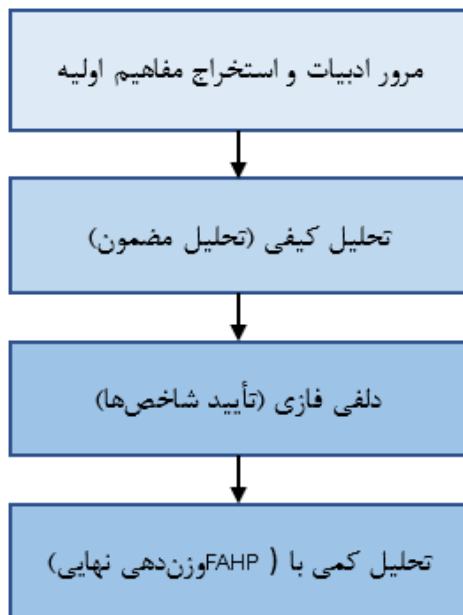 مرور ادبیات و استخراج مفاهیم اولیه
تحلیل کیفی (تحلیل مضمون)
دلفی فازی (تأیید شاخص‌ها)
تحلیل کمی با ( FAHPوزن‌دهی نهایی)